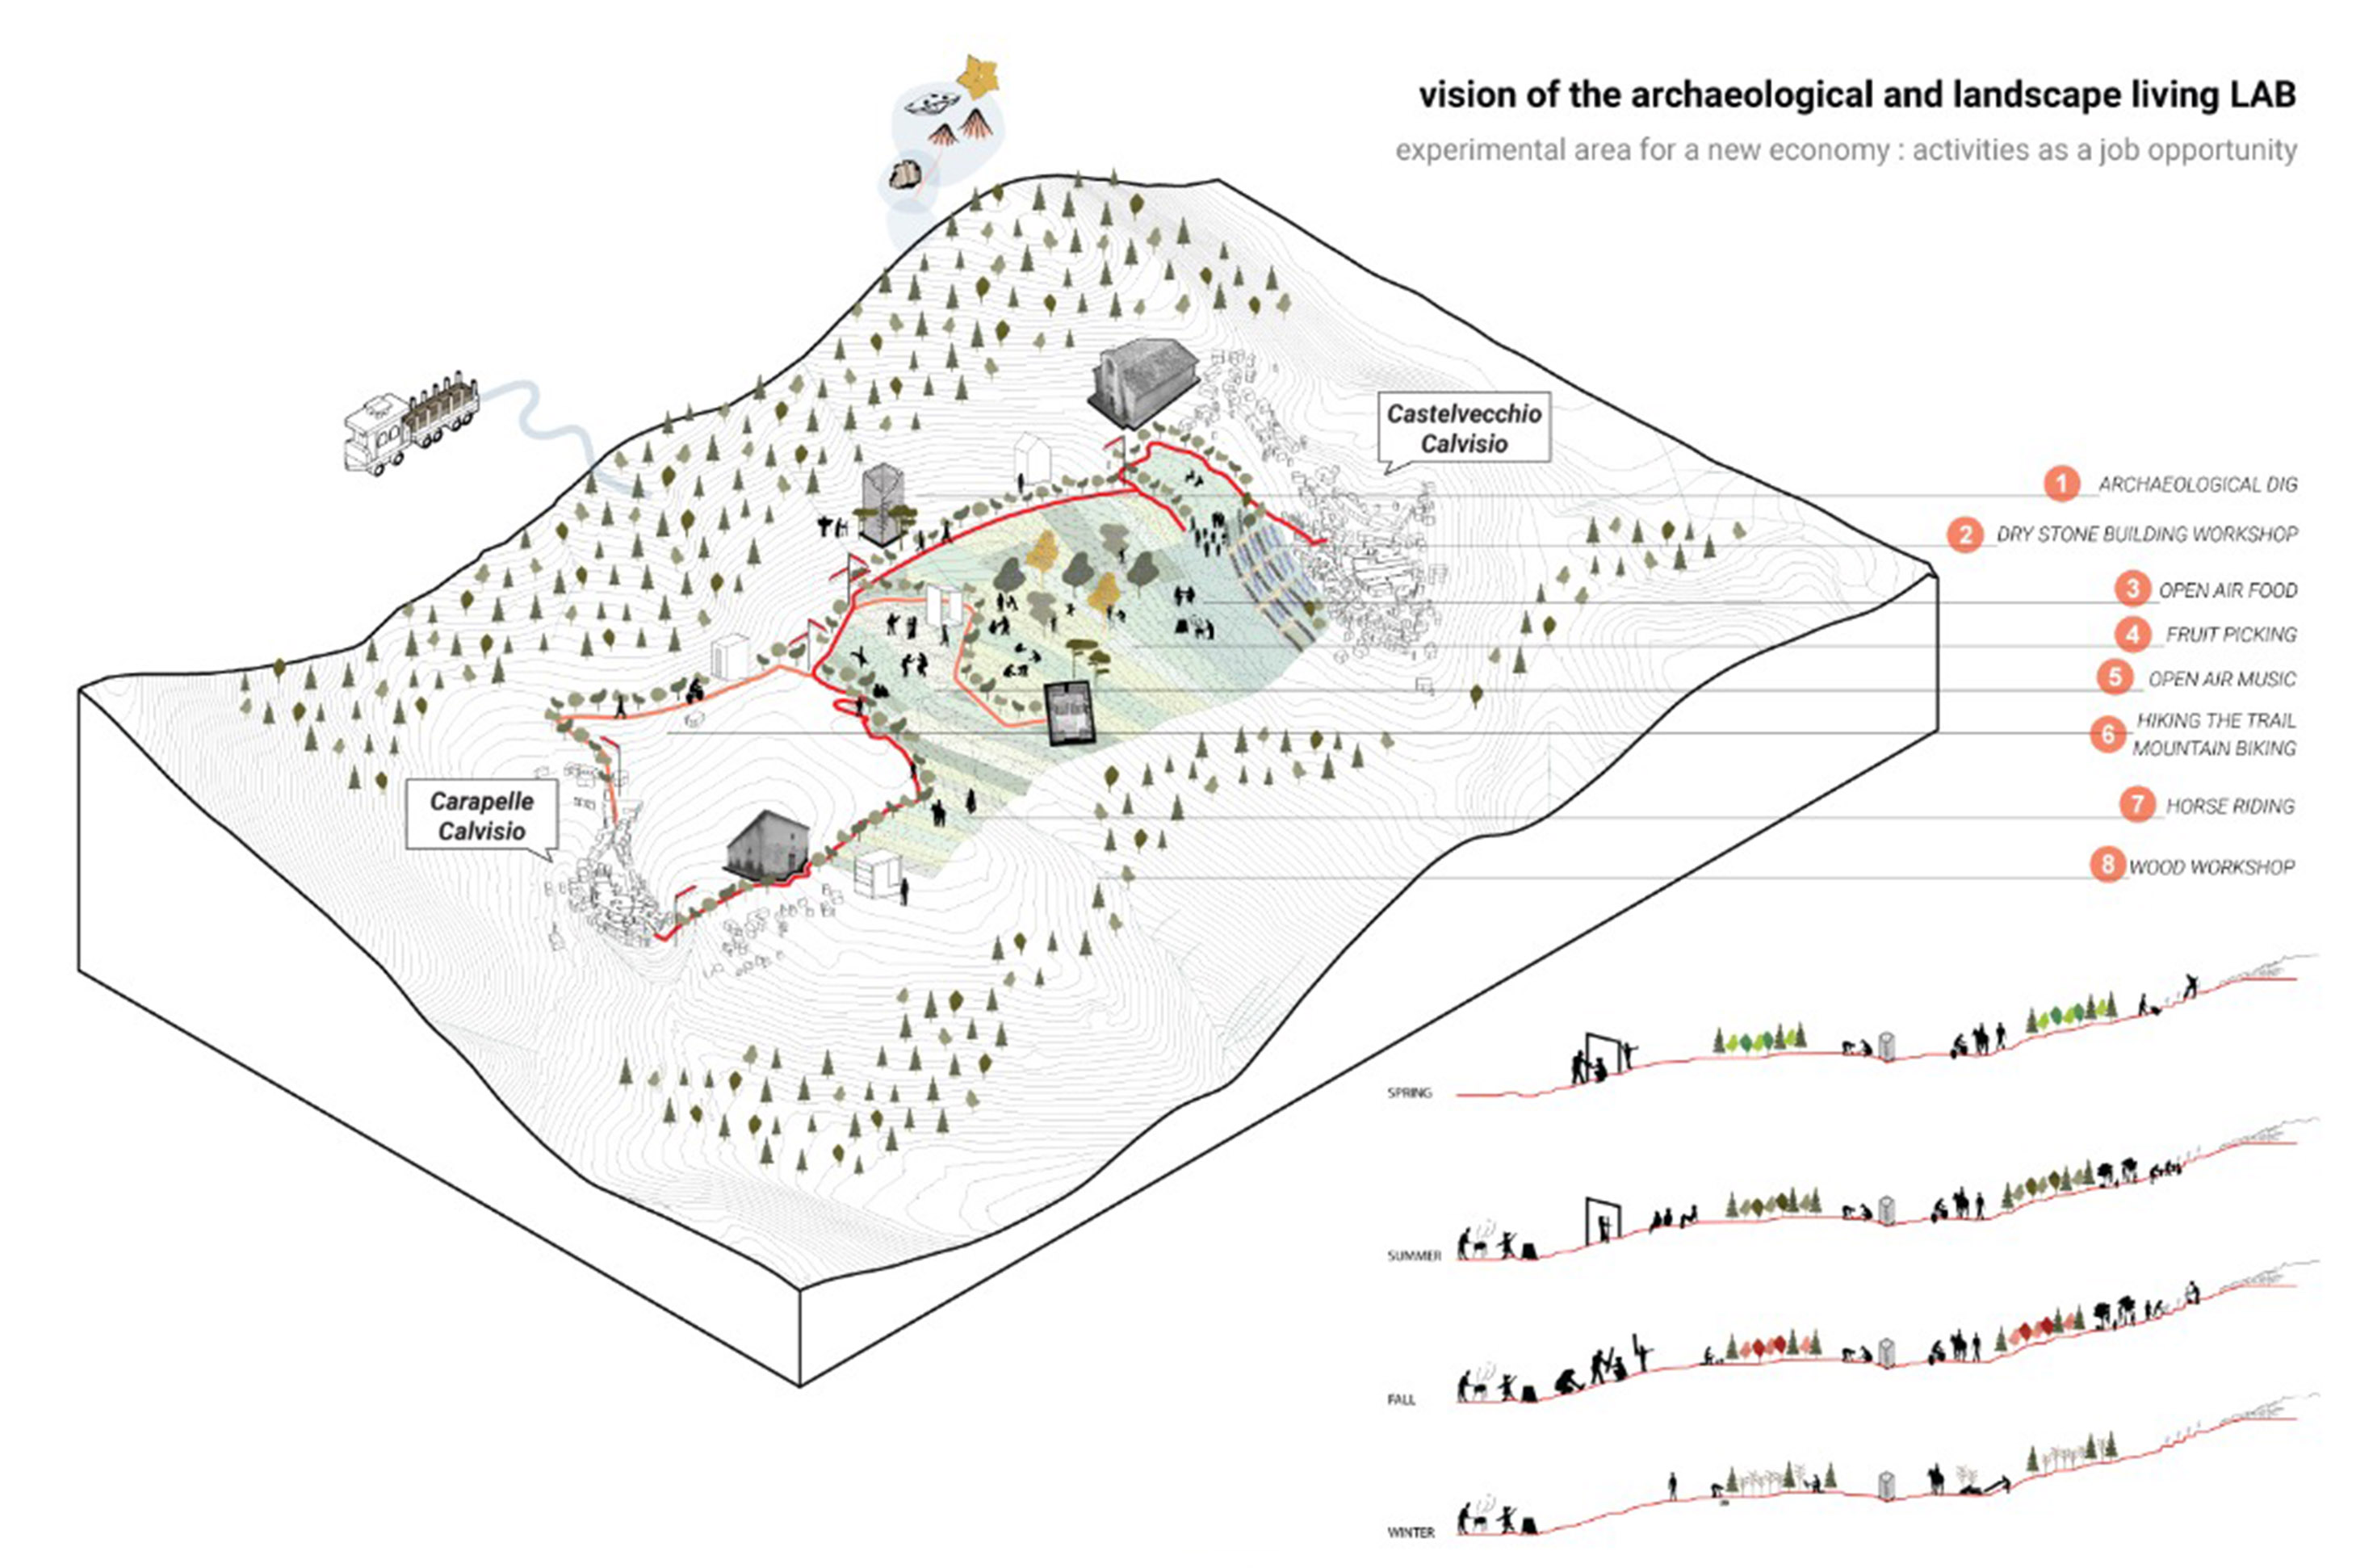 vision of the archaeological and landscape living LAB
experimental area for a new economy : activities as a job opportunity
Castelvecchio
Calvisio
Carapelle
Calvisio
1 ARCHAEOLOGICAL DIG
2 DRY STONE BUILDING WORKSHOP
3 OPEN AIR FOOD
4 FRUIT PICKING
5 OPEN AIR MUSIC
6 HIKING THE TRAIL
MOUNTAIN BIKING
7 HORSE RIDING
8 WOOD WORKSHOP
SPRING
SUMMER
FALL
WINTER